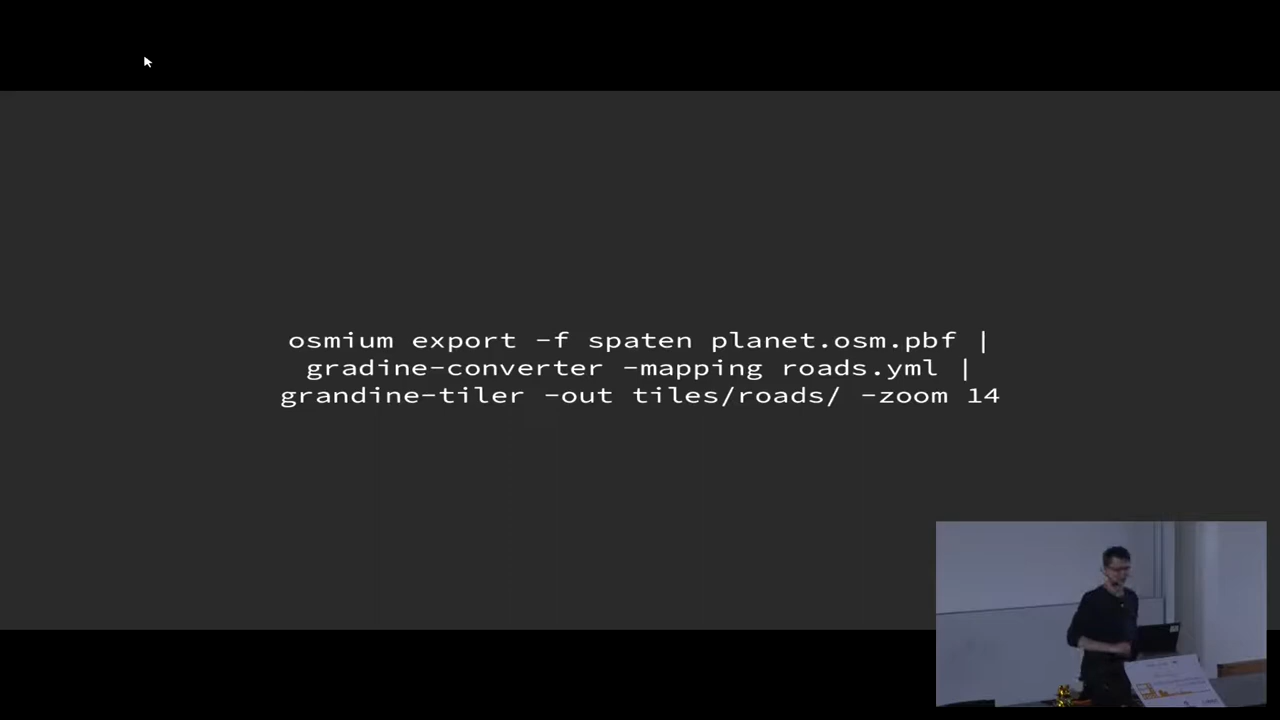 osmium export -f spaten planet.osm.pbf |
gradine-converter -mapping roads.yml |
grandine-tiler -out tiles/roads/ -zoom 14